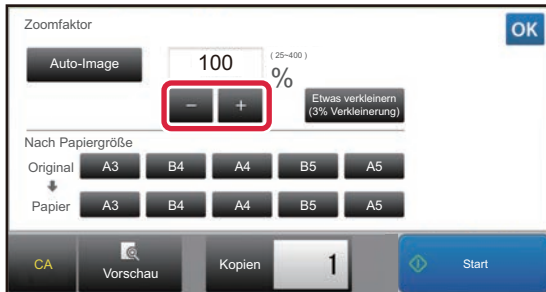 Zoomfaktor
OK
Auto-Image
100
(25~400)
%
− +
Etwas verkleinern
(3% Verkleinerung)
Nach Papiergröße
Original A3 B4 A4 B5 A5
Papier A3 B4 A4 B5 A5
CA Vorschau Kopien 1 Start